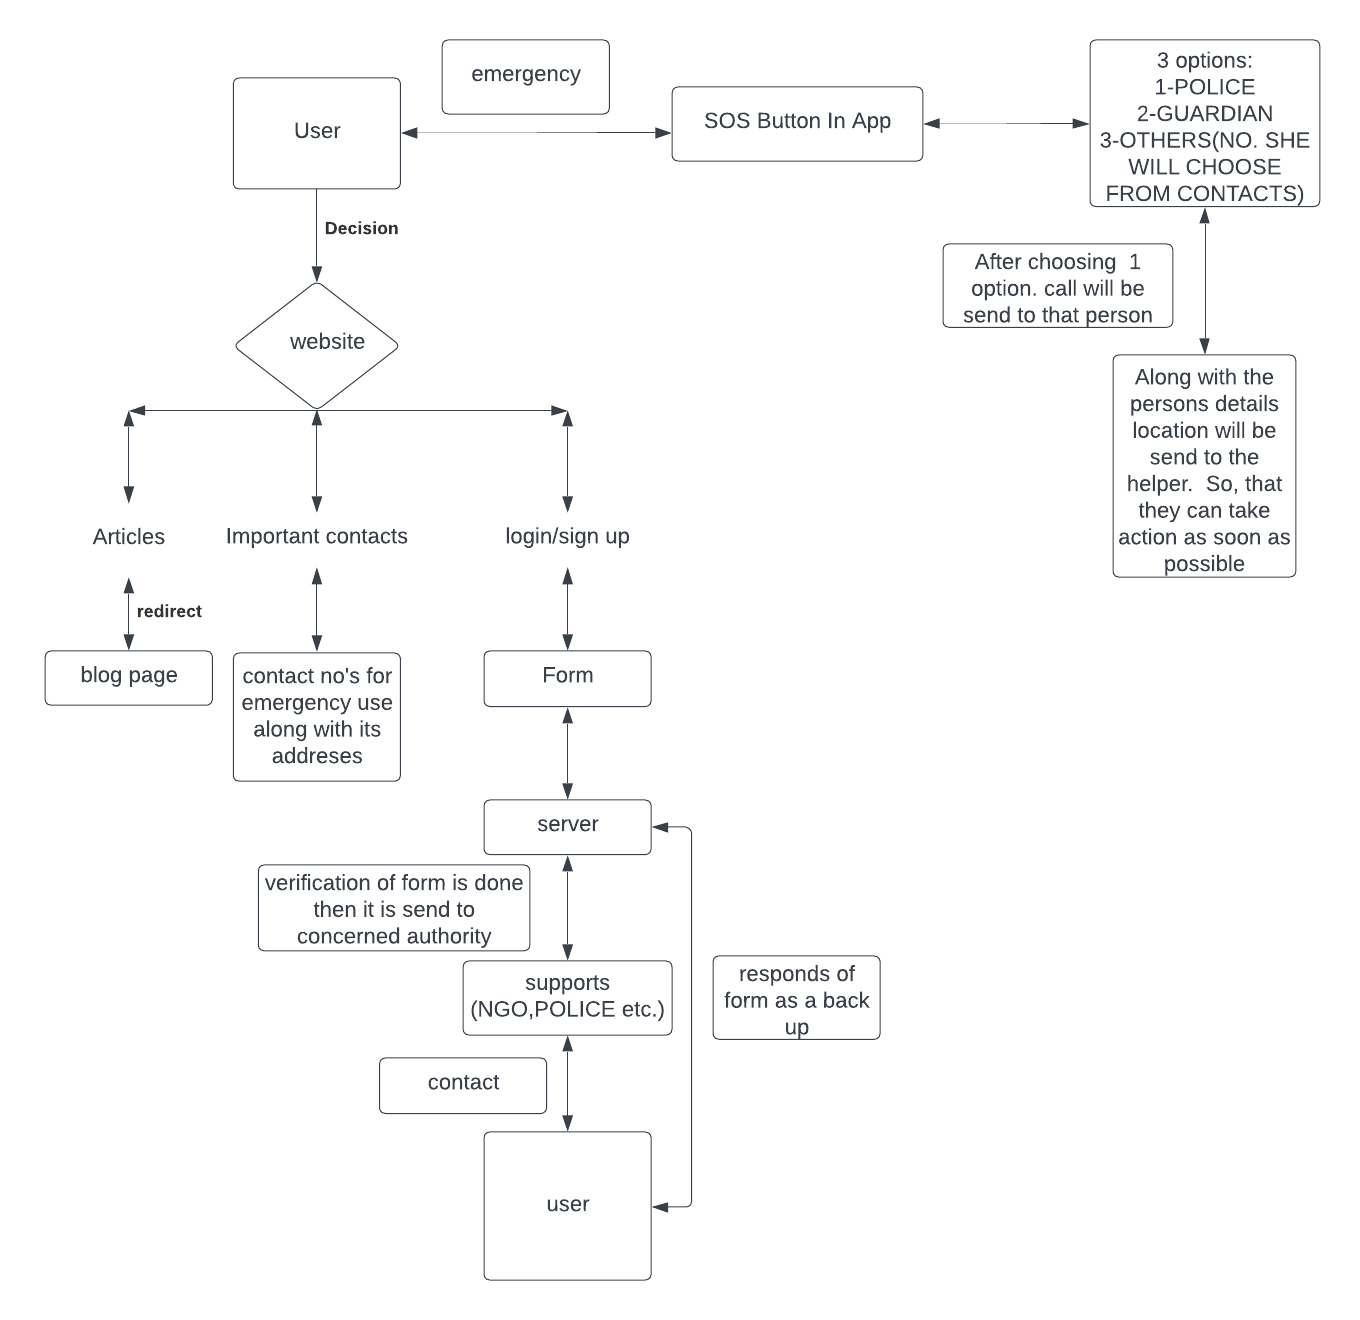 emergency
User
SOS Button In App
3 options:
1-POLICE
2-GUARDIAN
3-OTHERS(NO. SHE
WILL CHOOSE
FROM CONTACTS)
Decision
After choosing  1
option. call will be
send to that person
website
Along with the
persons details
location will be
send to the
helper.  So, that
they can take
action as soon as
possible
Articles
Important contacts
login/sign up
redirect
blog page
contact no's for
emergency use
along with its
addreses
Form
server
verification of form is done
then it is send to
concerned authority
supports
(NGO,POLICE etc.)
responds of
form as a back
up
contact
user